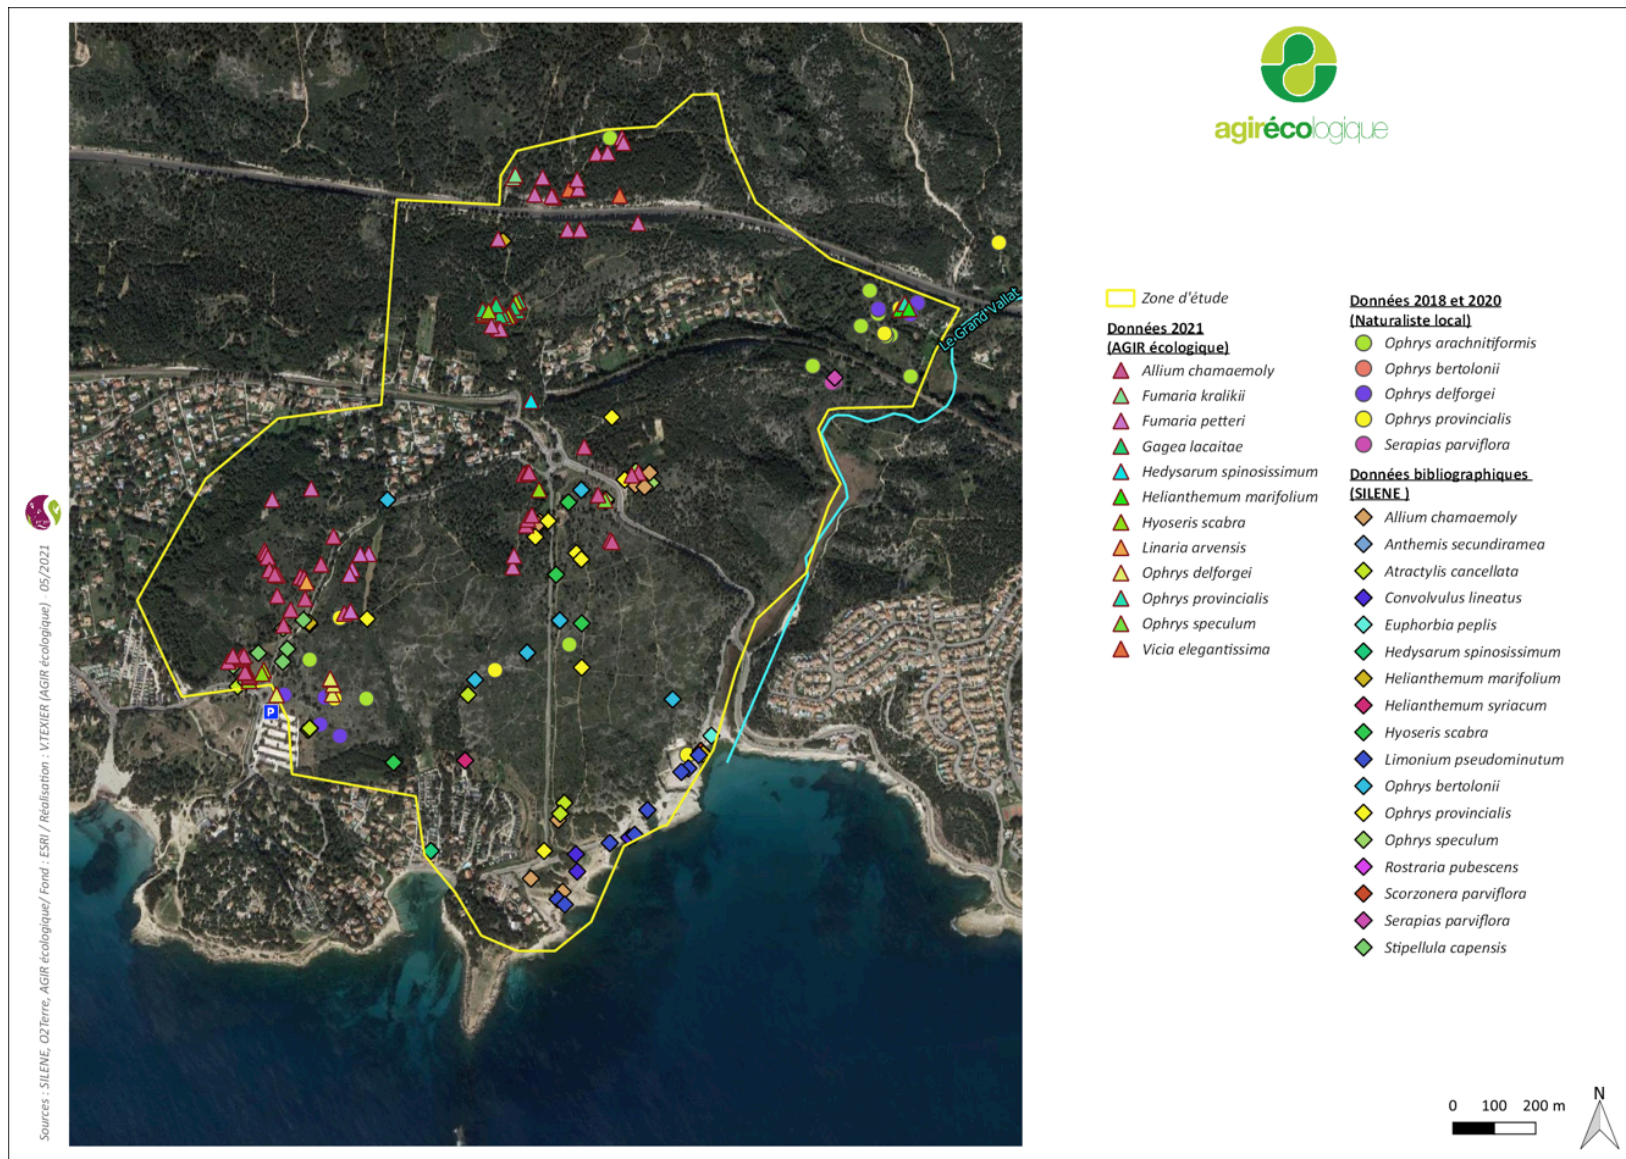 agirécologique
Le Grand Vallat
P
Zone d'étude
Données 2021
(AGIR écologique)
Allium chamaemoly
Fumaria kralikii
Fumaria petteri
Gagea lacaitae
Hedysarum spinosissimum
Helianthemum marifolium
Hyoseris scabra
Linaria arvensis
Ophrys delforgei
Ophrys provincialis
Ophrys speculum
Vicia elegantissima
Données 2018 et 2020
(Naturaliste local)
Ophrys arachnitiformis
Ophrys bertolonii
Ophrys delforgei
Ophrys provincialis
Serapias parviflora
Données bibliographiques
(SILENE )
Allium chamaemoly
Anthemis secundiramea
Atractylis cancellata
Convolvulus lineatus
Euphorbia peplis
Hedysarum spinosissimum
Helianthemum marifolium
Helianthemum syriacum
Hyoseris scabra
Limonium pseudominutum
Ophrys bertolonii
Ophrys provincialis
Ophrys speculum
Rostraria pubescens
Scorzonera parviflora
Serapias parviflora
Stipellula capensis
Sources : SILENE, O2Terre, AGIR écologique/ Fond : ESRI / Réalisation : V.TEXIER (AGIR écologique) - 05/2021
0 100 200 m
N